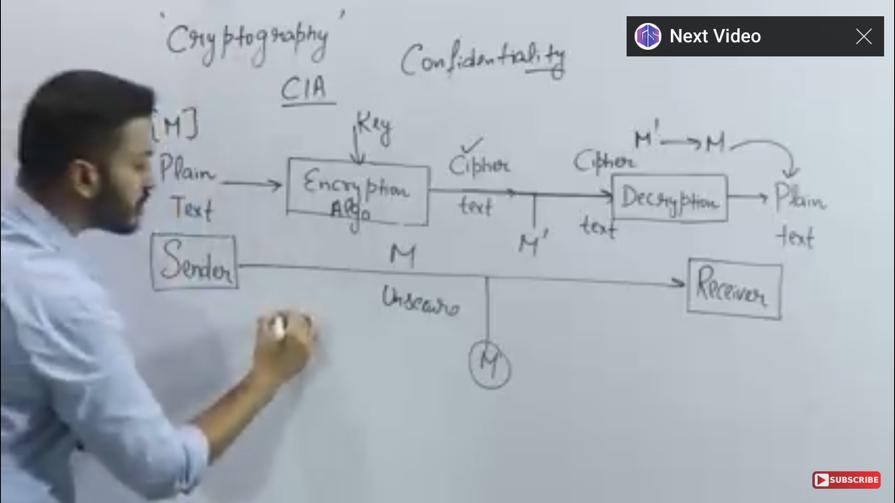 'Cryptography'
Confidentiality
CIA
Next Video
[M]
Plain
Text
Key
Encryption
Algo
Cipher
text
M'
Cipher
text
M' → M
Decryption
Plain
text
Sender
M
Unsecure
M
Receiver
SUBSCRIBE